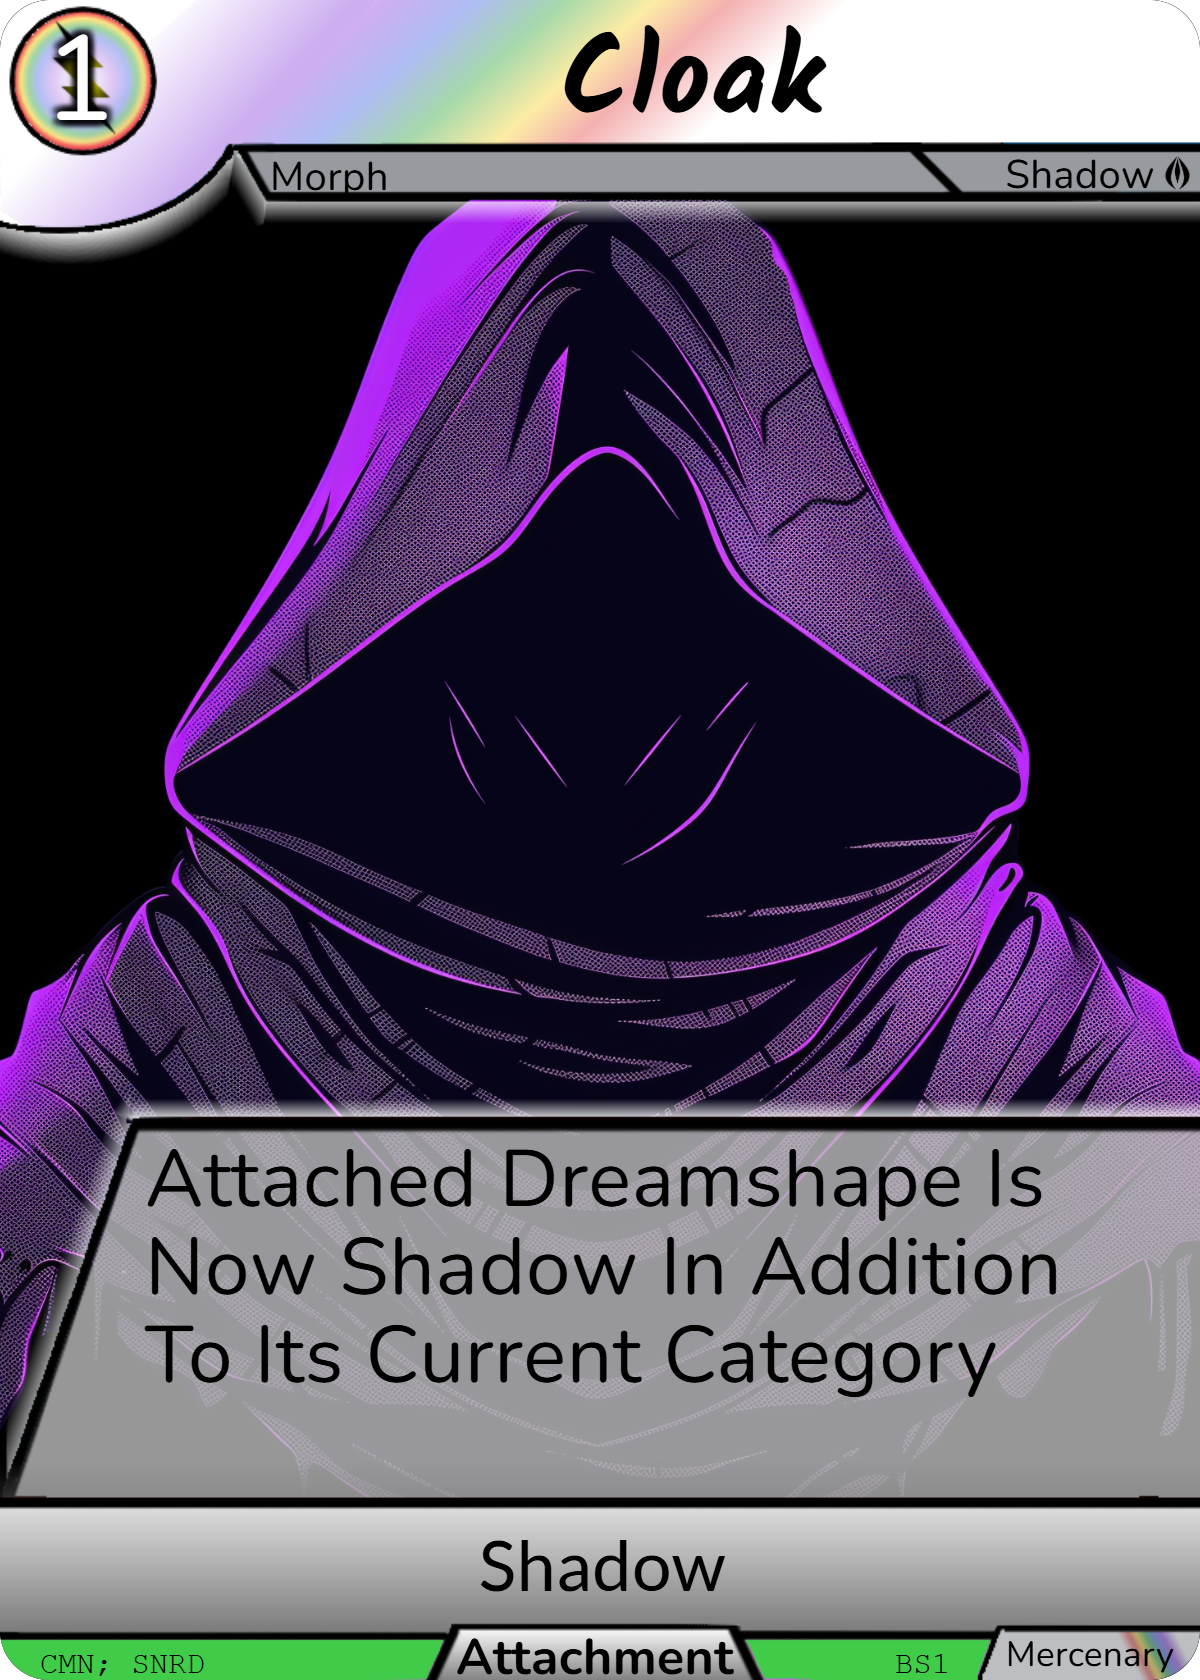 1
Cloak
Morph
Shadow
Attached Dreamshape Is
Now Shadow In Addition
To Its Current Category
Shadow
CMN; SNRD
Attachment
BS1
Mercenary